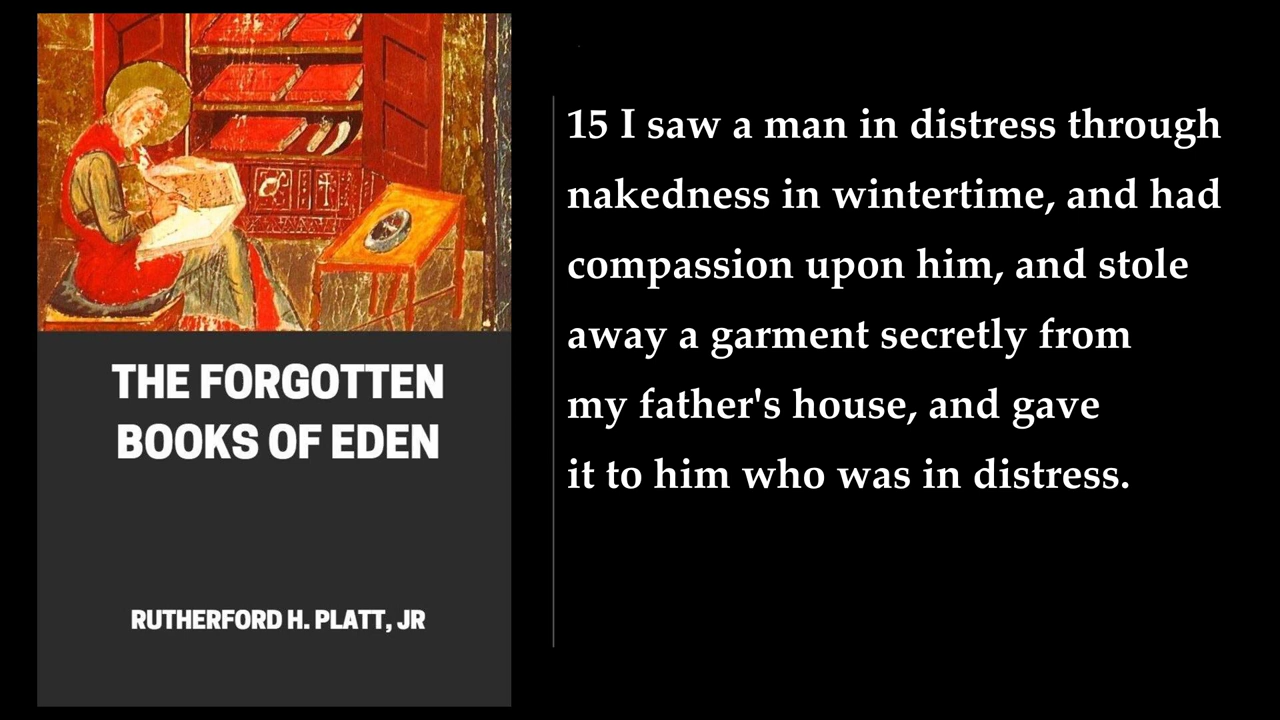 THE FORGOTTEN
BOOKS OF EDEN
RUTHERFORD H. PLATT, JR
15 I saw a man in distress through
nakedness in wintertime, and had
compassion upon him, and stole
away a garment secretly from
my father's house, and gave
it to him who was in distress.